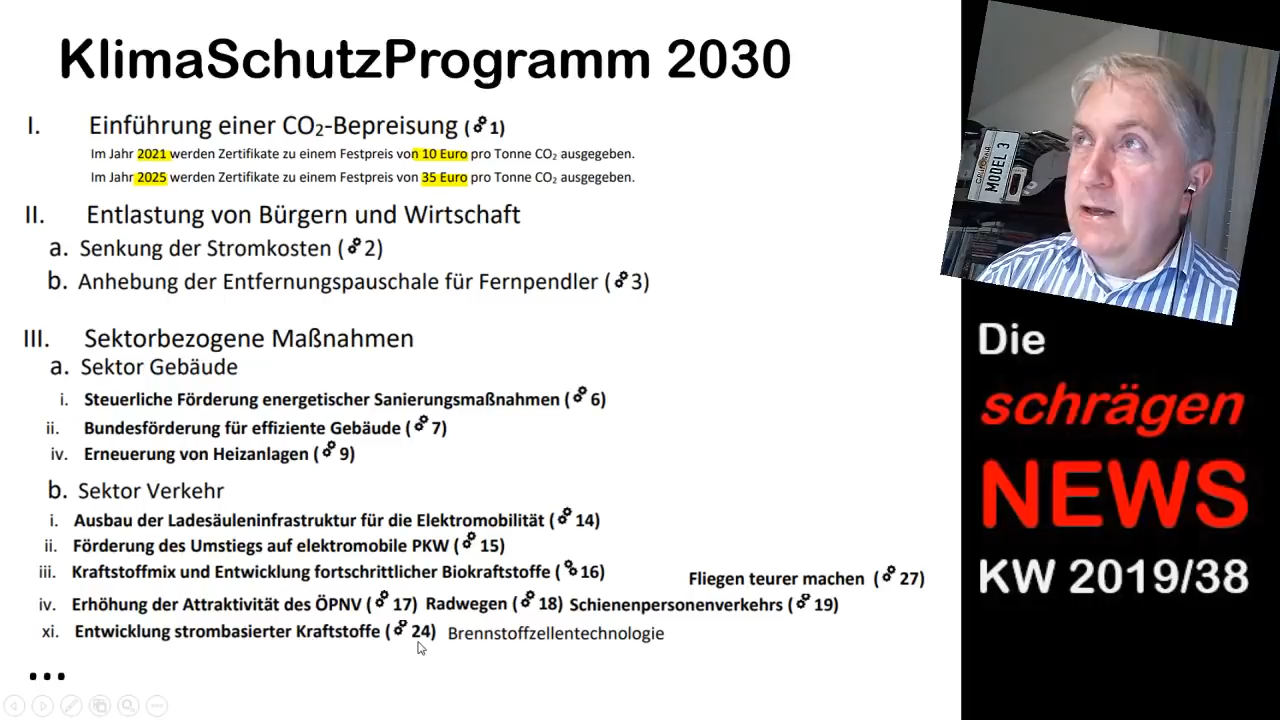 KlimaSchutzProgramm 2030
I. Einführung einer CO₂-Bepreisung ( 1)
Im Jahr 2021 werden Zertifikate zu einem Festpreis von 10 Euro pro Tonne CO₂ ausgegeben.
Im Jahr 2025 werden Zertifikate zu einem Festpreis von 35 Euro pro Tonne CO₂ ausgegeben.
II. Entlastung von Bürgern und Wirtschaft
a. Senkung der Stromkosten ( 2)
b. Anhebung der Entfernungspauschale für Fernpendler ( 3)
III. Sektorbezogene Maßnahmen
a. Sektor Gebäude
i. Steuerliche Förderung energetischer Sanierungsmaßnahmen ( 6)
ii. Bundesförderung für effiziente Gebäude ( 7)
iv. Erneuerung von Heizanlagen ( 9)
b. Sektor Verkehr
i. Ausbau der Ladesäuleninfrastruktur für die Elektromobilität ( 14)
ii. Förderung des Umstiegs auf elektromobile PKW ( 15)
iii. Kraftstoffmix und Entwicklung fortschrittlicher Biokraftstoffe ( 16)
Fliegen teurer machen ( 27)
iv. Erhöhung der Attraktivität des ÖPNV ( 17) Radwegen ( 18) Schienenpersonenverkehrs ( 19)
xi. Entwicklung strombasierter Kraftstoffe ( 24) Brennstoffzellentechnologie
...
CALIFORNIA
MODEL 3
Die
schrägen
NEWS
KW 2019/38